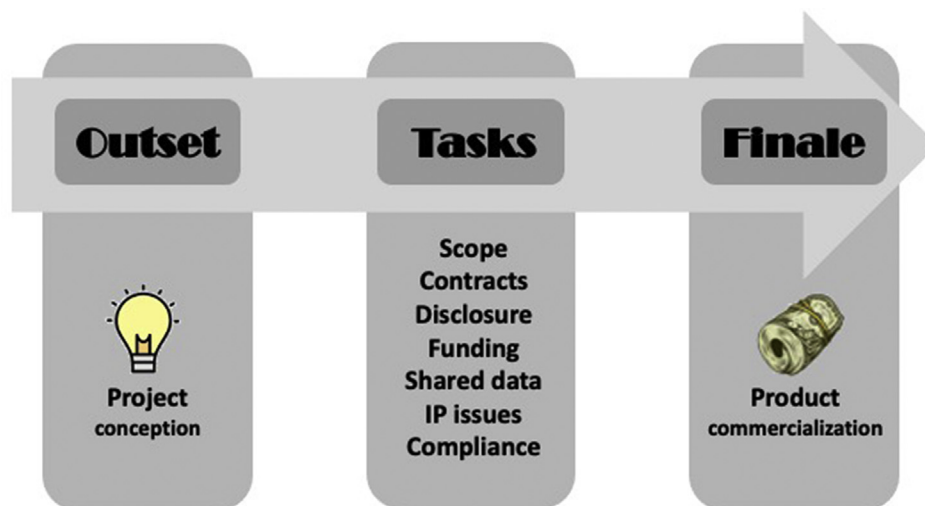 Outset
Tasks
Finale
Project
conception
Scope
Contracts
Disclosure
Funding
Shared data
IP issues
Compliance
Product
commercialization